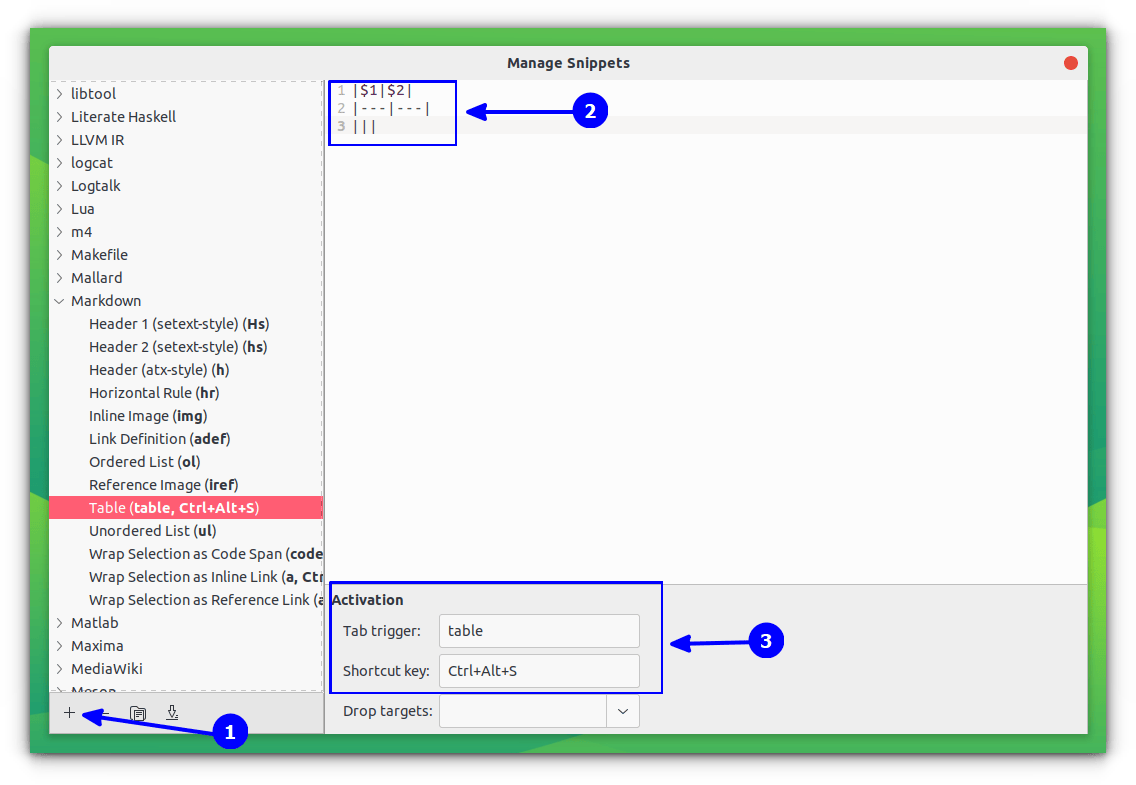 Manage Snippets
libtool
Literate Haskell
LLVM IR
logcat
Logtalk
Lua
m4
Makefile
Mallard
Markdown
Header 1 (setext-style) (Hs)
Header 2 (setext-style) (hs)
Header (atx-style) (h)
Horizontal Rule (hr)
Inline Image (img)
Link Definition (adef)
Ordered List (ol)
Reference Image (iref)
Table (table, Ctrl+Alt+S)
Unordered List (ul)
Wrap Selection as Code Span (code
Wrap Selection as Inline Link (a, Ctr
Wrap Selection as Reference Link (a
Matlab
Maxima
MediaWiki
Meson
1
1 |$1|$2|
2 |---|---|
3 |||
2
Activation
Tab trigger: table
Shortcut key: Ctrl+Alt+S
3
Drop targets: